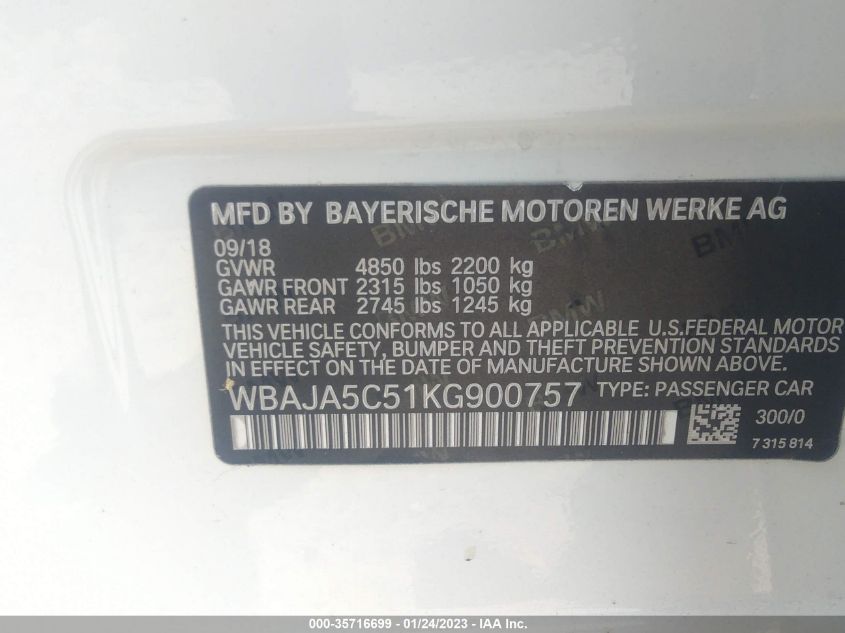 MFD BY BAYERISCHE MOTOREN WERKE AG
09/18
GVWR 4850 lbs 2200 kg
GAWR FRONT 2315 lbs 1050 kg
GAWR REAR 2745 lbs 1245 kg
THIS VEHICLE CONFORMS TO ALL APPLICABLE U.S.FEDERAL MOTOR
VEHICLE SAFETY, BUMPER AND THEFT PREVENTION STANDARDS
IN EFFECT ON THE DATE OF MANUFACTURE SHOWN ABOVE.
WBAJA5C51KG900757 TYPE: PASSENGER CAR
300/0
7 315 814
BMW BMW BMW
000-35716699 - 01/24/2023 - IAA Inc.